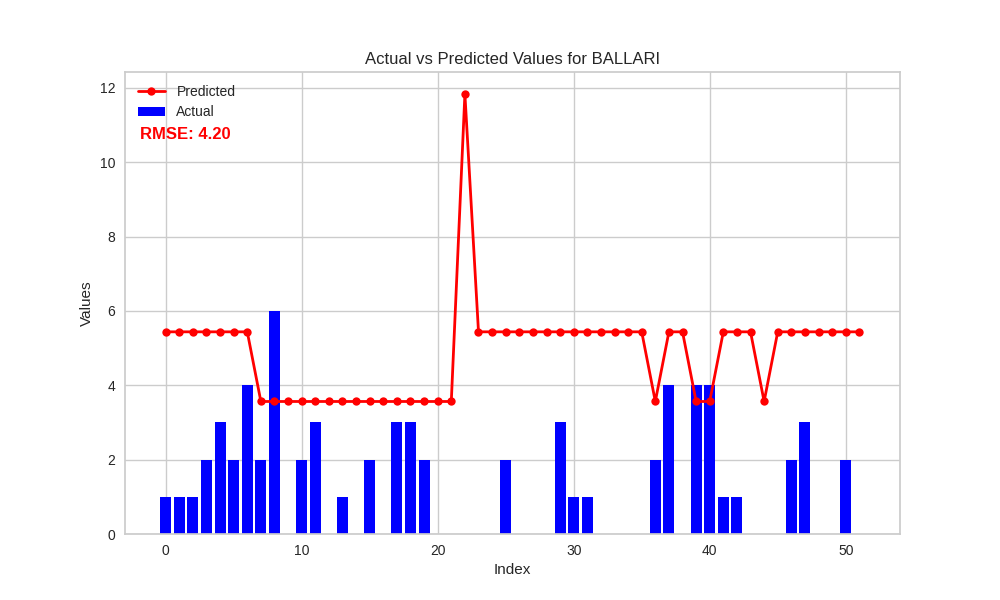 Actual vs Predicted Values for BALLARI
Predicted
Actual
RMSE: 4.20
12
10
8
6
4
2
0
Values
0 10 20 30 40 50
Index